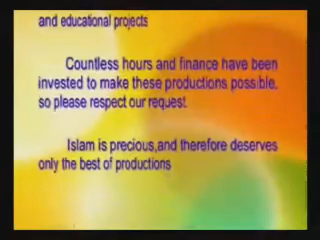 and educational projects
Countless hours and finance have been
invested to make these productions possible,
so please respect our request.
Islam is precious,and therefore deserves
only the best of productions